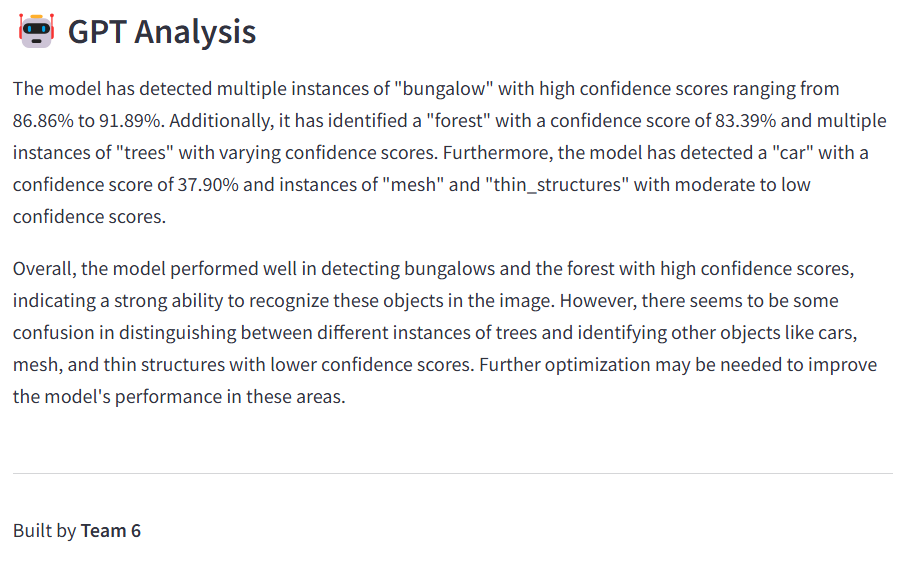 GPT Analysis
The model has detected multiple instances of "bungalow" with high confidence scores ranging from
86.86% to 91.89%. Additionally, it has identified a "forest" with a confidence score of 83.39% and multiple
instances of "trees" with varying confidence scores. Furthermore, the model has detected a "car" with a
confidence score of 37.90% and instances of "mesh" and "thin_structures" with moderate to low
confidence scores.
Overall, the model performed well in detecting bungalows and the forest with high confidence scores,
indicating a strong ability to recognize these objects in the image. However, there seems to be some
confusion in distinguishing between different instances of trees and identifying other objects like cars,
mesh, and thin structures with lower confidence scores. Further optimization may be needed to improve
the model's performance in these areas.
Built by Team 6